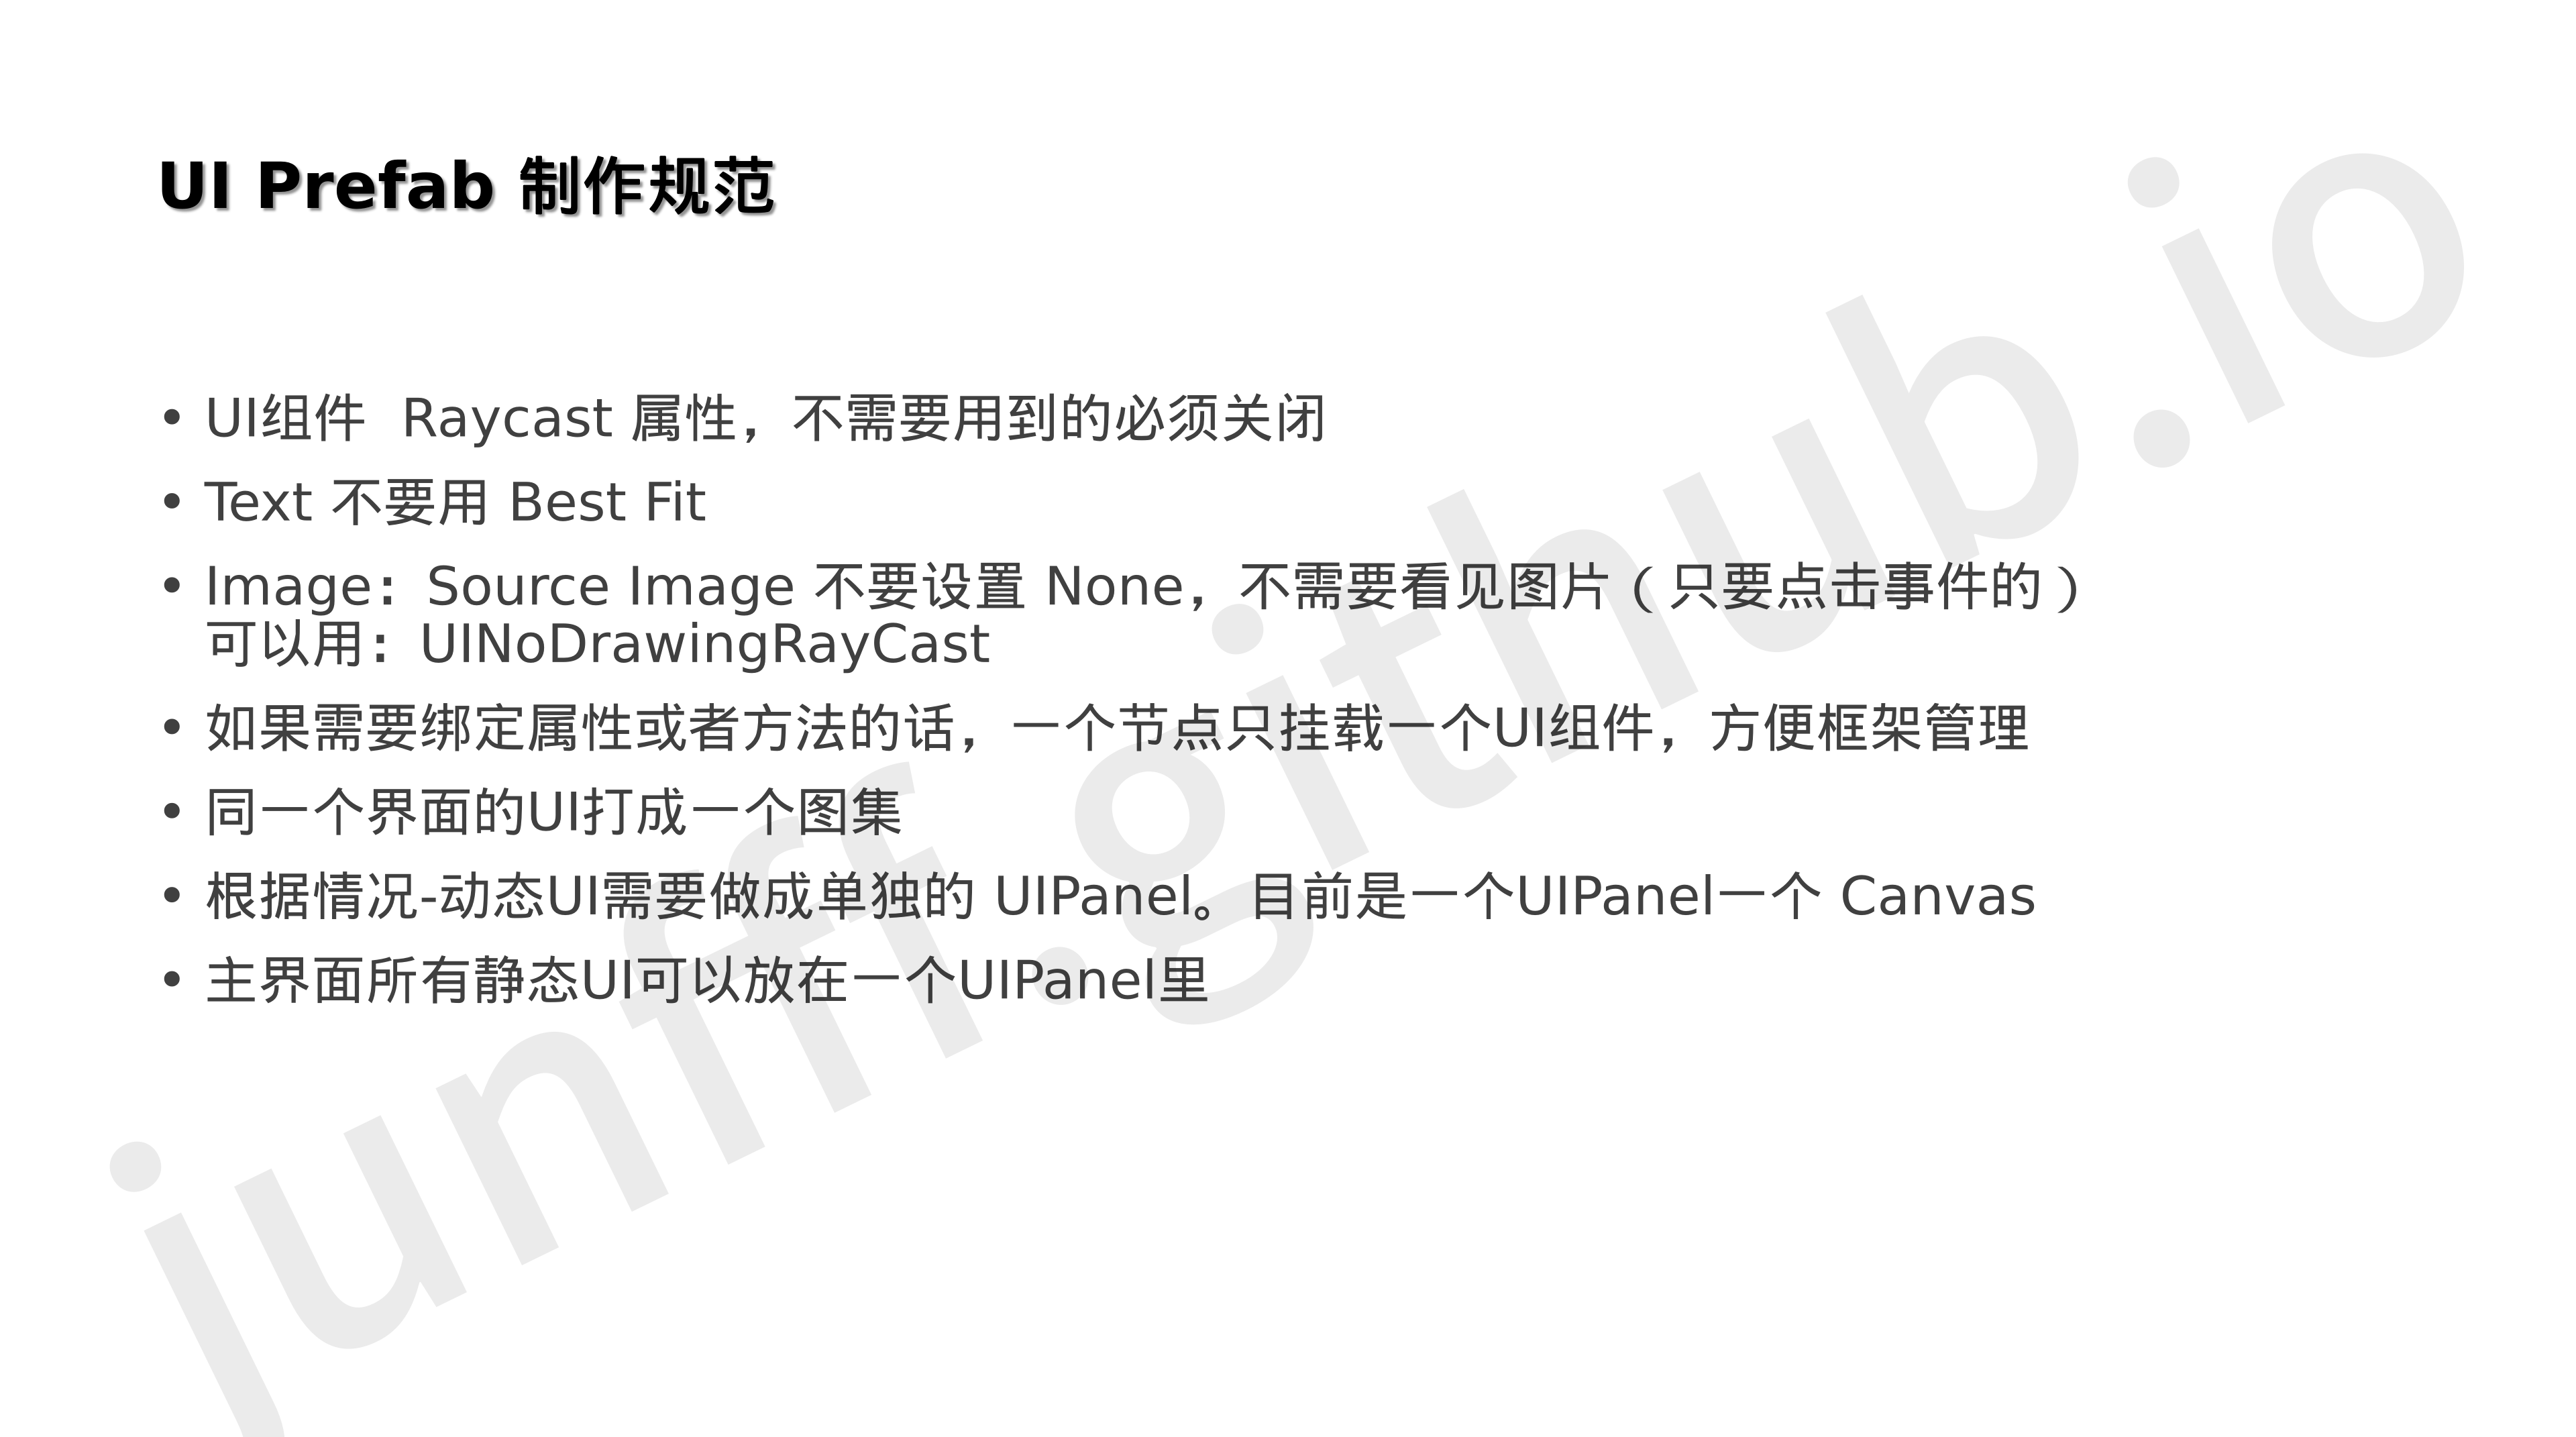 UI Prefab 制作规范
• UI组件  Raycast 属性，不需要用到的必须关闭
• Text 不要用 Best Fit
• Image：Source Image 不要设置 None，不需要看见图片（只要点击事件的）
可以用：UINoDrawingRayCast
• 如果需要绑定属性或者方法的话，一个节点只挂载一个UI组件，方便框架管理
• 同一个界面的UI打成一个图集
• 根据情况-动态UI需要做成单独的 UIPanel。目前是一个UIPanel一个 Canvas
• 主界面所有静态UI可以放在一个UIPanel里
junfff.github.io